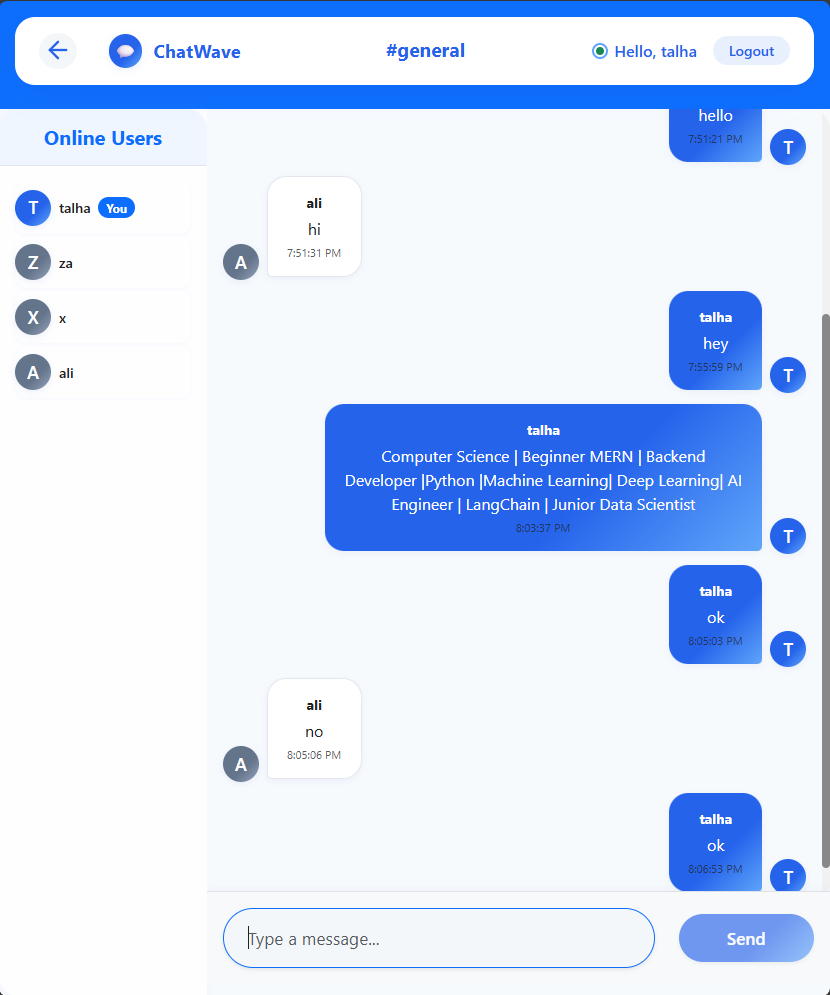 ChatWave
#general
Hello, talha
Logout
Online Users
T
talha
You
Z
za
X
x
A
ali
hello
7:51:21 PM
T
ali
hi
7:51:31 PM
A
talha
hey
7:55:59 PM
T
talha
Computer Science | Beginner MERN | Backend
Developer |Python |Machine Learning| Deep Learning| AI
Engineer | LangChain | Junior Data Scientist
8:03:37 PM
T
talha
ok
8:05:03 PM
T
ali
no
8:05:06 PM
A
talha
ok
8:06:53 PM
T
Type a message...
Send